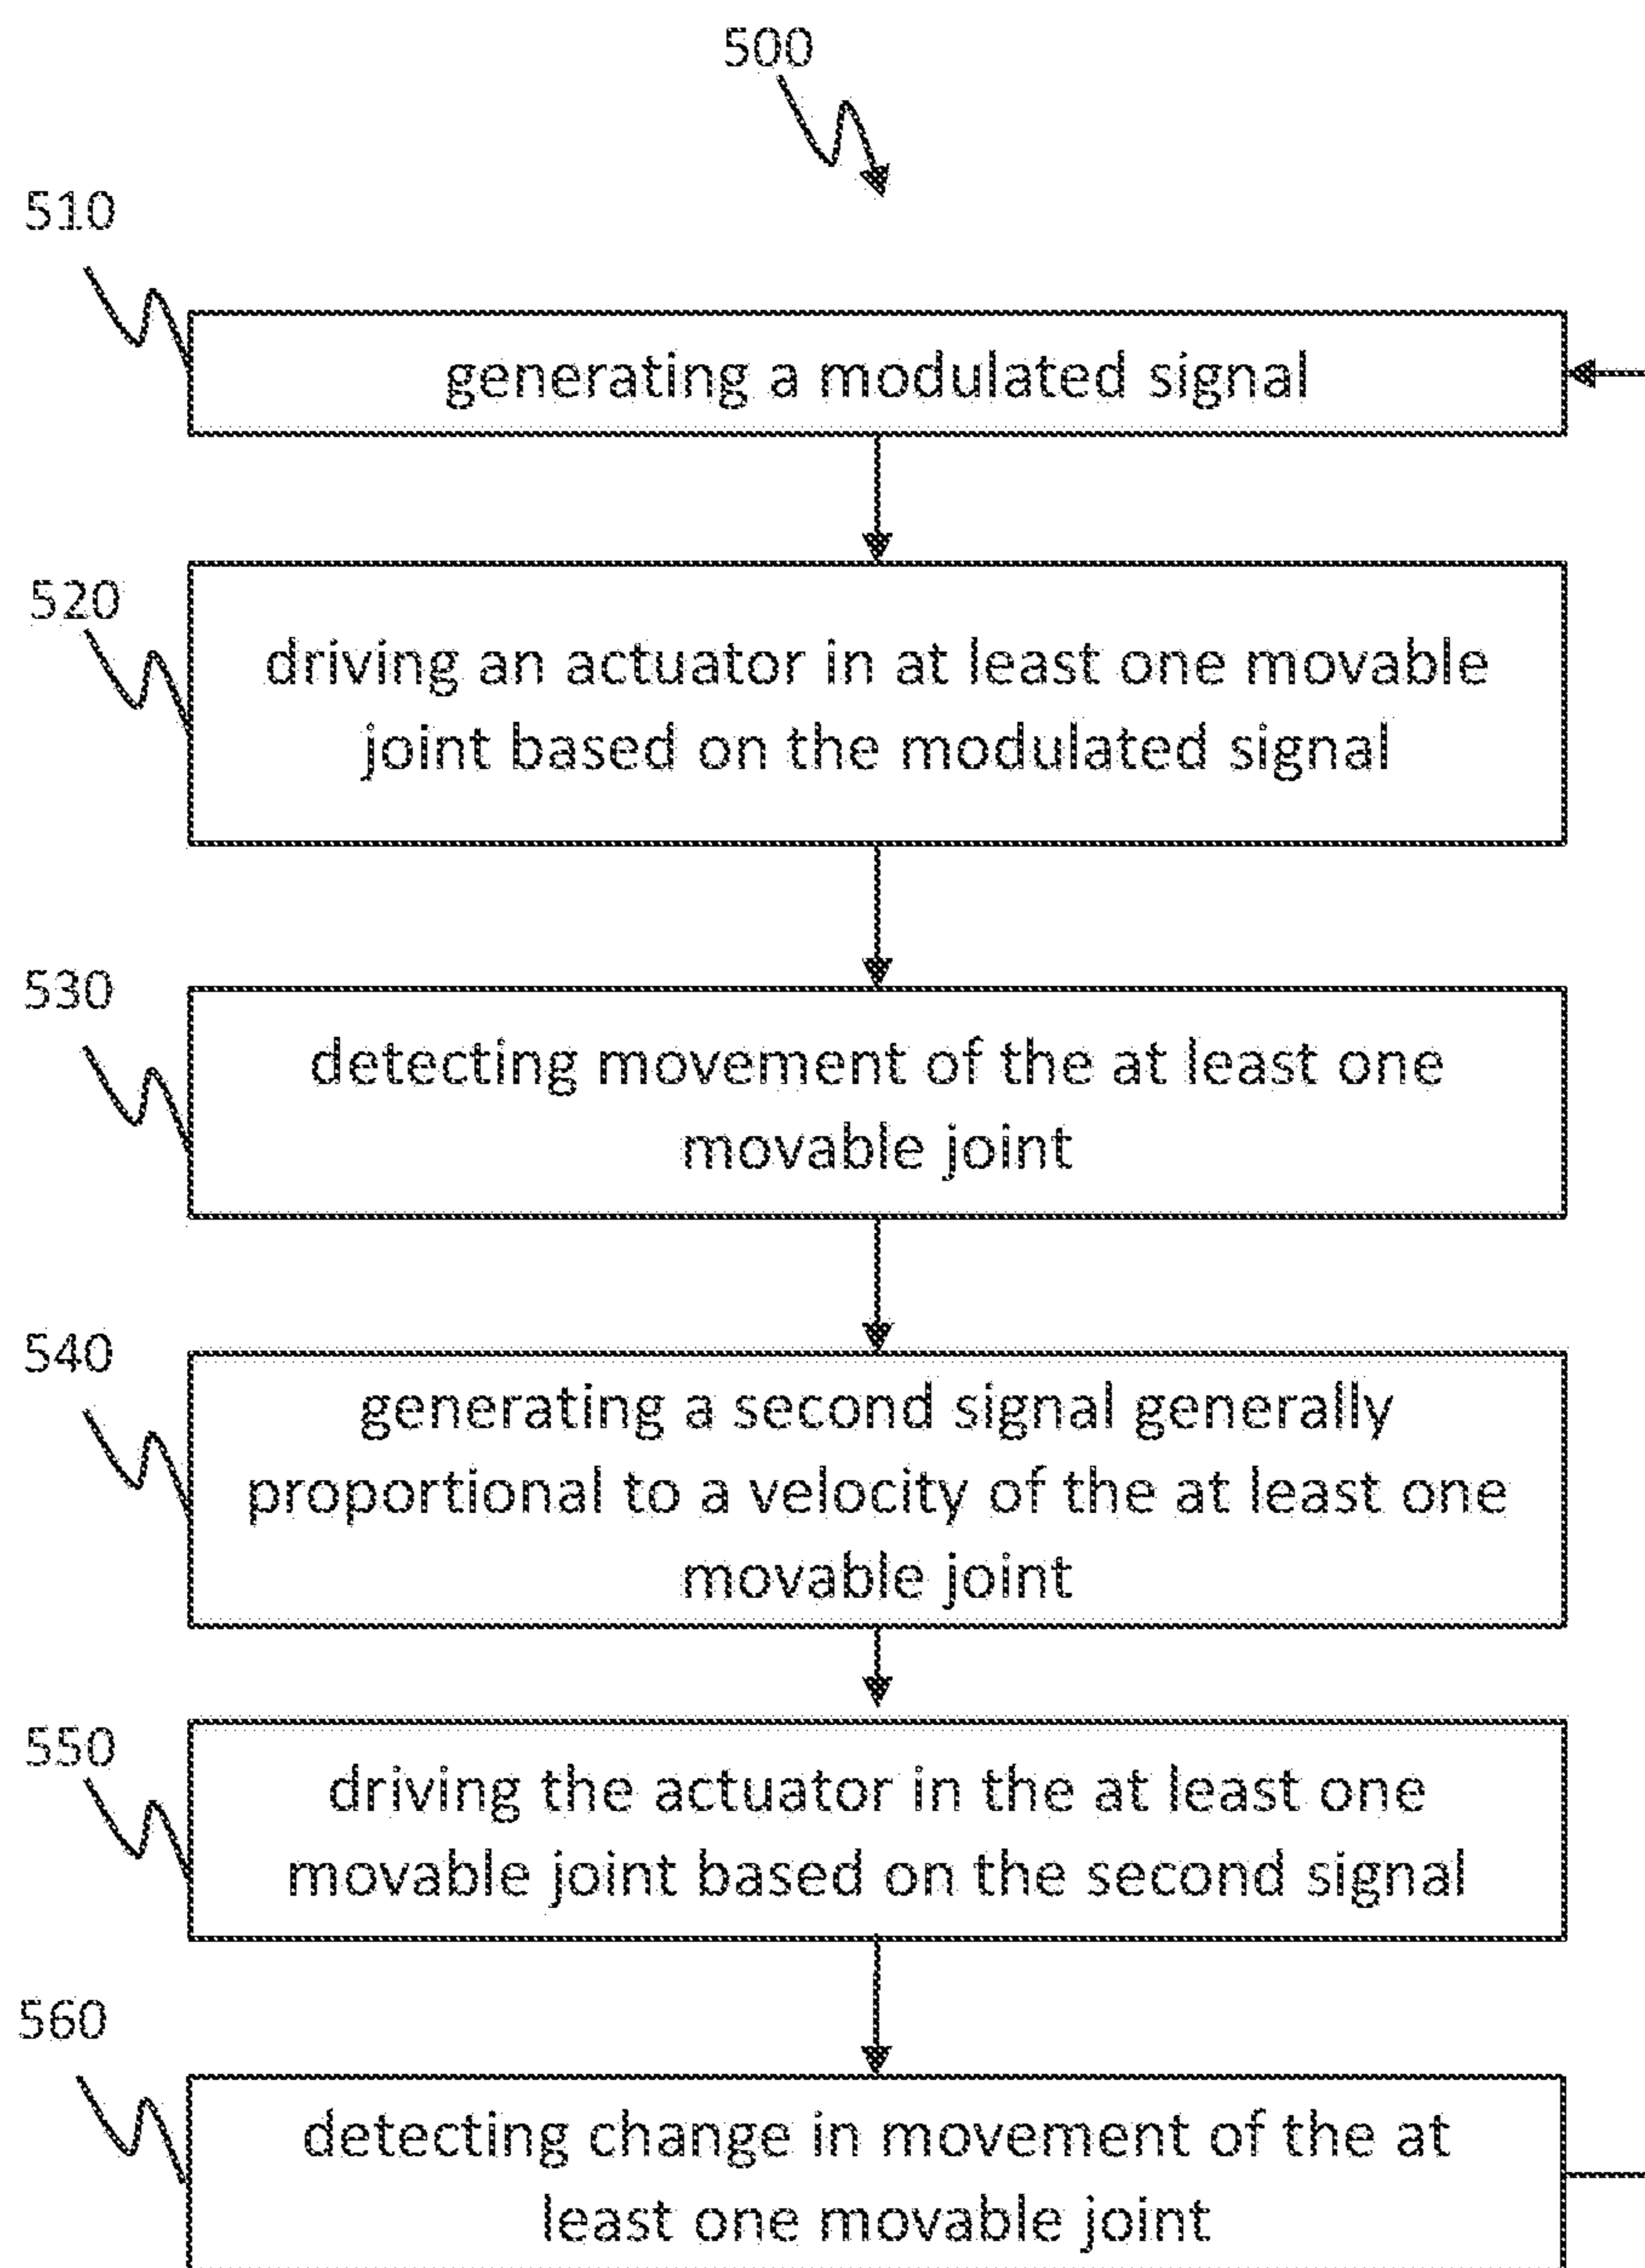 500
510
generating a modulated signal
520
driving an actuator in at least one movable
joint based on the modulated signal
530
detecting movement of the at least one
movable joint
540
generating a second signal generally
proportional to a velocity of the at least one
movable joint
550
driving the actuator in the at least one
movable joint based on the second signal
560
detecting change in movement of the at
least one movable joint